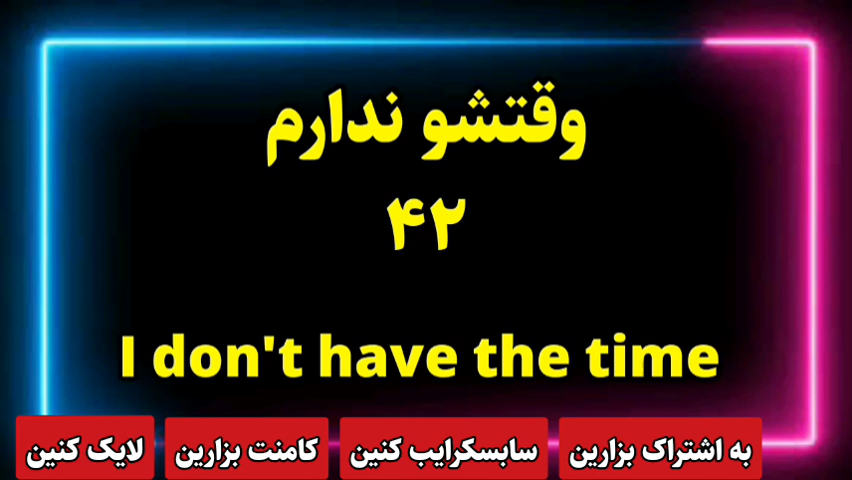 وقتشو ندارم
۴۲
I don't have the time
به اشتراک بزارین
سابسکرایب کنین
کامنت بزارین
لایک کنین